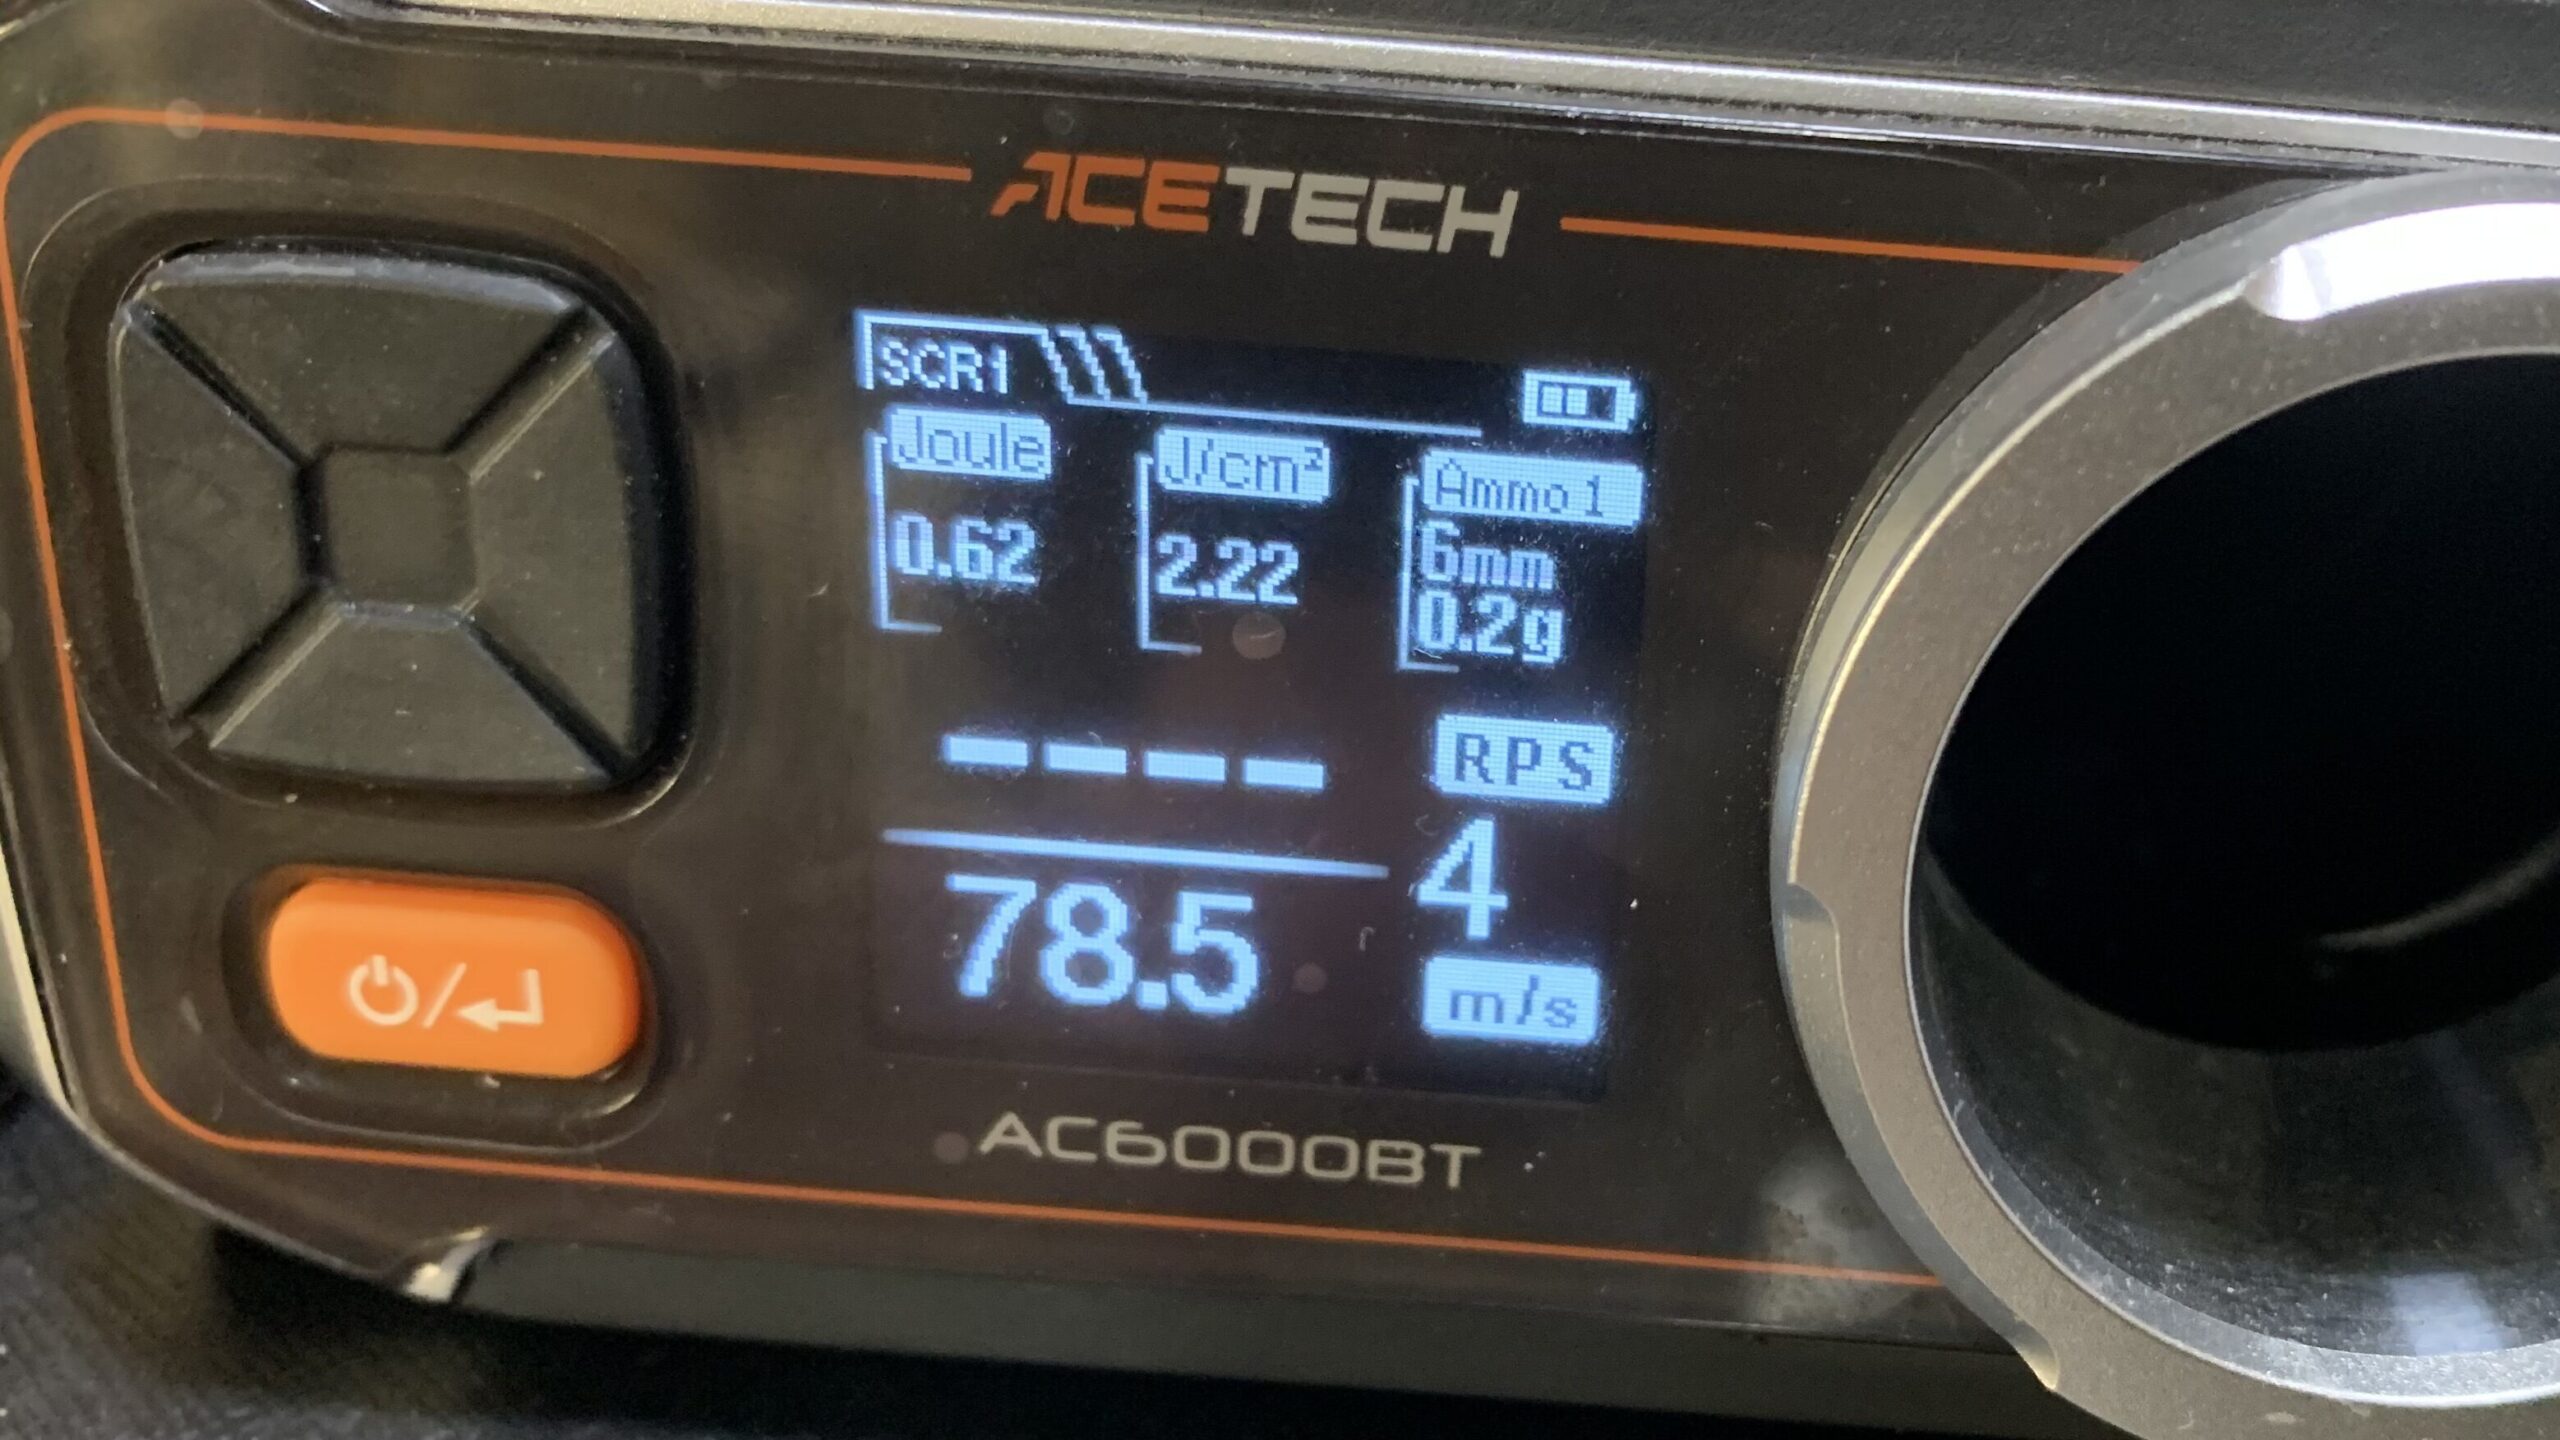 ACETECH
SCR1
Joule J/cm² Ammo 1
0.62 2.22 6mm
0.2g
---- RPS
4
78.5 m/s
AC6000BT